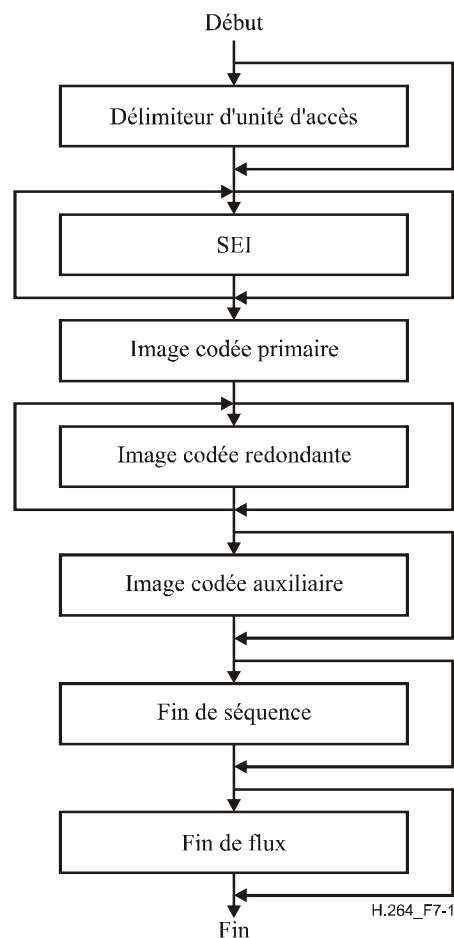 Début
Délimiteur d'unité d'accès
SEI
Image codée primaire
Image codée redondante
Image codée auxiliaire
Fin de séquence
Fin de flux
H.264_F7-1
Fin